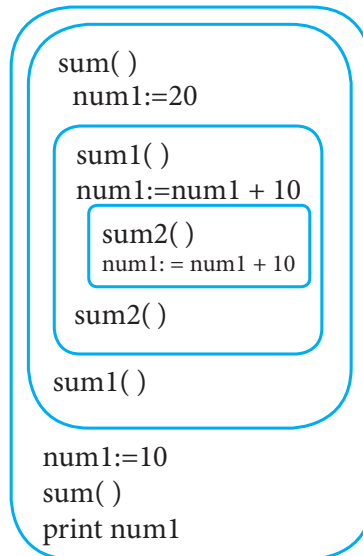 sum( )
num1:=20
sum1( )
num1:=num1 + 10
sum2( )
num1: = num1 + 10
sum2( )
sum1( )
num1:=10
sum( )
print num1